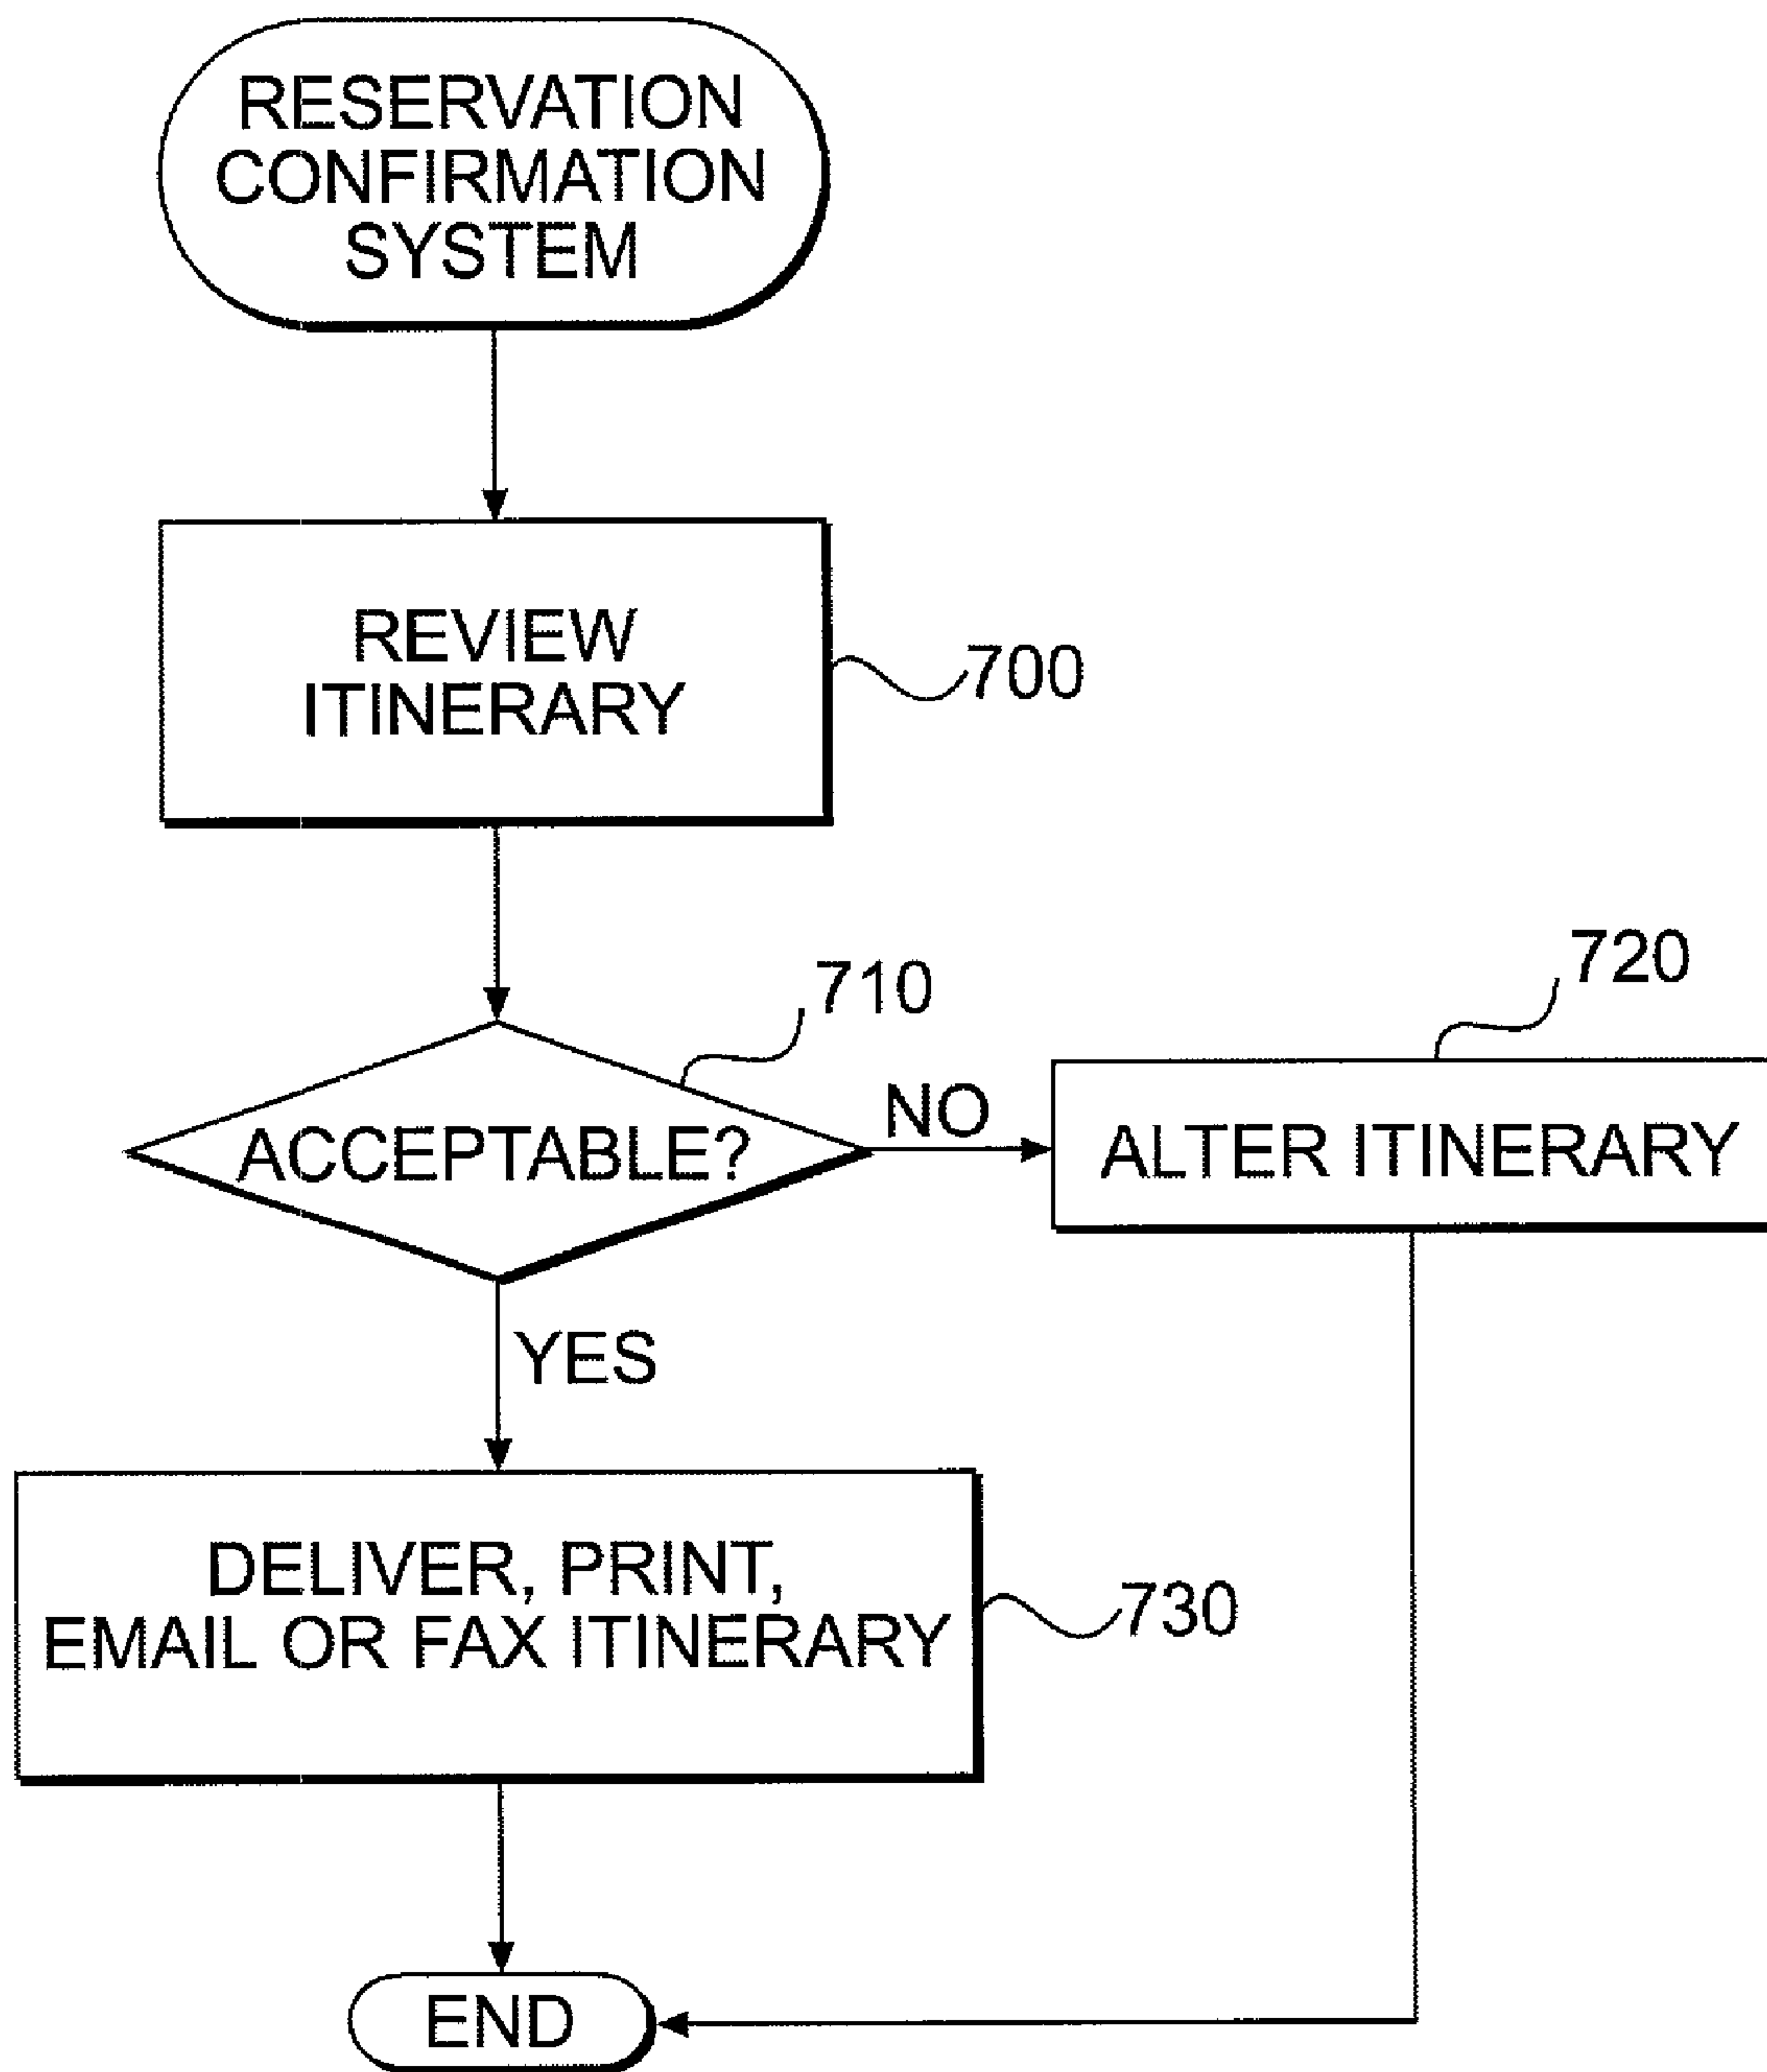 RESERVATION
CONFIRMATION
SYSTEM
REVIEW
ITINERARY
700
710
720
ACCEPTABLE?
NO
ALTER ITINERARY
YES
DELIVER, PRINT,
EMAIL OR FAX ITINERARY
730
END